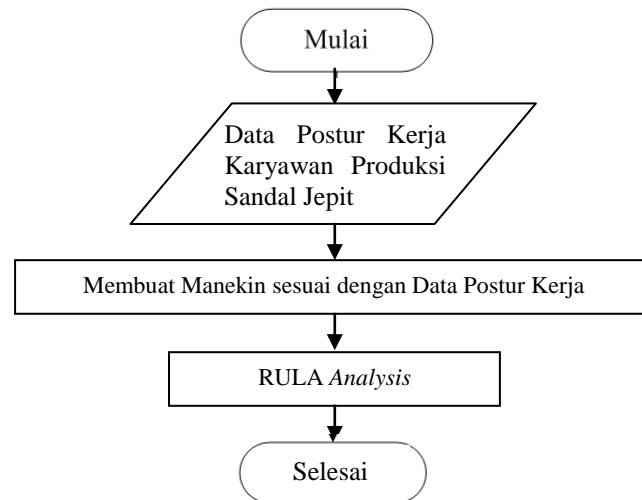 Mulai
Data Postur Kerja
Karyawan Produksi
Sandal Jepit
Membuat Manekin sesuai dengan Data Postur Kerja
RULA Analysis
Selesai